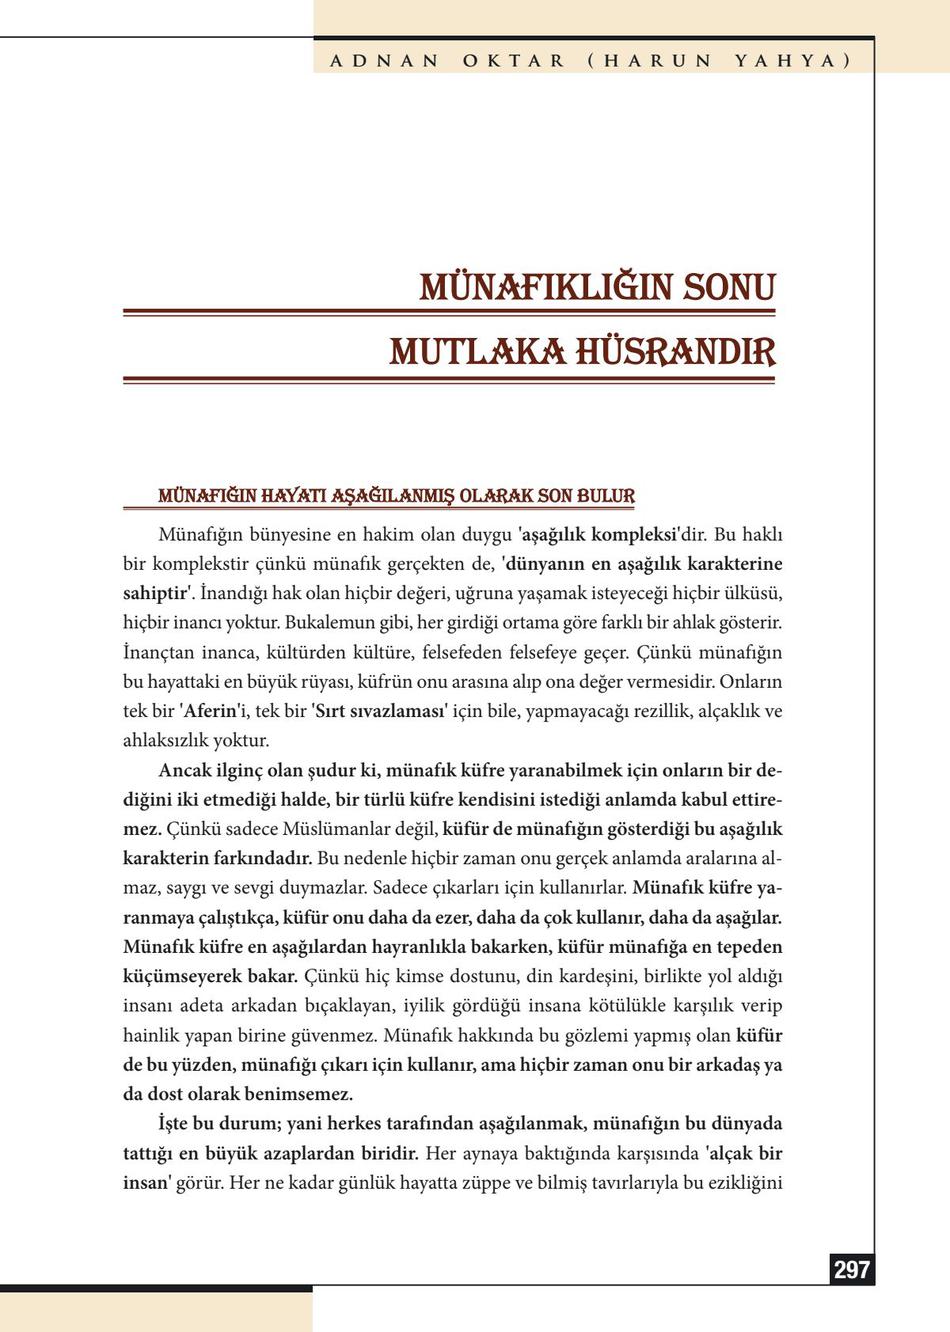 ADNAN OKTAR (HARUN YAHYA)
MÜNAFIKLIĞIN SONU
MUTLAKA HÜSRANDIR
MÜNAFIĞIN HAYATI AŞAĞILANMIŞ OLARAK SON BULUR
Münafığın bünyesine en hakim olan duygu 'aşağılık kompleksi'dir. Bu haklı
bir komplekstir çünkü münafık gerçekten de, 'dünyanın en aşağılık karakterine
sahiptir'. İnandığı hak olan hiçbir değeri, uğruna yaşamak isteyeceği hiçbir ülküsü,
hiçbir inancı yoktur. Bukalemun gibi, her girdiği ortama göre farklı bir ahlak gösterir.
İnançtan inanca, kültürden kültüre, felsefeden felsefeye geçer. Çünkü münafığın
bu hayattaki en büyük rüyası, küfrün onu arasına alıp ona değer vermesidir. Onların
tek bir 'Aferin'i, tek bir 'Sırt sıvazlaması' için bile, yapmayacağı rezillik, alçaklık ve
ahlaksızlık yoktur.
Ancak ilginç olan şudur ki, münafık küfre yaranabilmek için onların bir de-
diğini iki etmediği halde, bir türlü küfre kendisini istediği anlamda kabul ettire-
mez. Çünkü sadece Müslümanlar değil, küfür de münafığın gösterdiği bu aşağılık
karakterin farkındadır. Bu nedenle hiçbir zaman onu gerçek anlamda aralarına al-
maz, saygı ve sevgi duymazlar. Sadece çıkarları için kullanırlar. Münafık küfre ya-
ranmaya çalıştıkça, küfür onu daha da ezer, daha da çok kullanır, daha da aşağılar.
Münafık küfre en aşağılardan hayranlıkla bakarken, küfür münafığa en tepeden
küçümseyerek bakar. Çünkü hiç kimse dostunu, din kardeşini, birlikte yol aldığı
insanı adeta arkadan bıçaklayan, iyilik gördüğü insana kötülükle karşılık verip
hainlik yapan birine güvenmez. Münafık hakkında bu gözlemi yapmış olan küfür
de bu yüzden, münafığı çıkarı için kullanır, ama hiçbir zaman onu bir arkadaş ya
da dost olarak benimsemez.
İşte bu durum; yani herkes tarafından aşağılanmak, münafığın bu dünyada
tattığı en büyük azaplardan biridir. Her aynaya baktığında karşısında 'alçak bir
insan' görür. Her ne kadar günlük hayatta züppe ve bilmiş tavırlarıyla bu ezikliğini
297